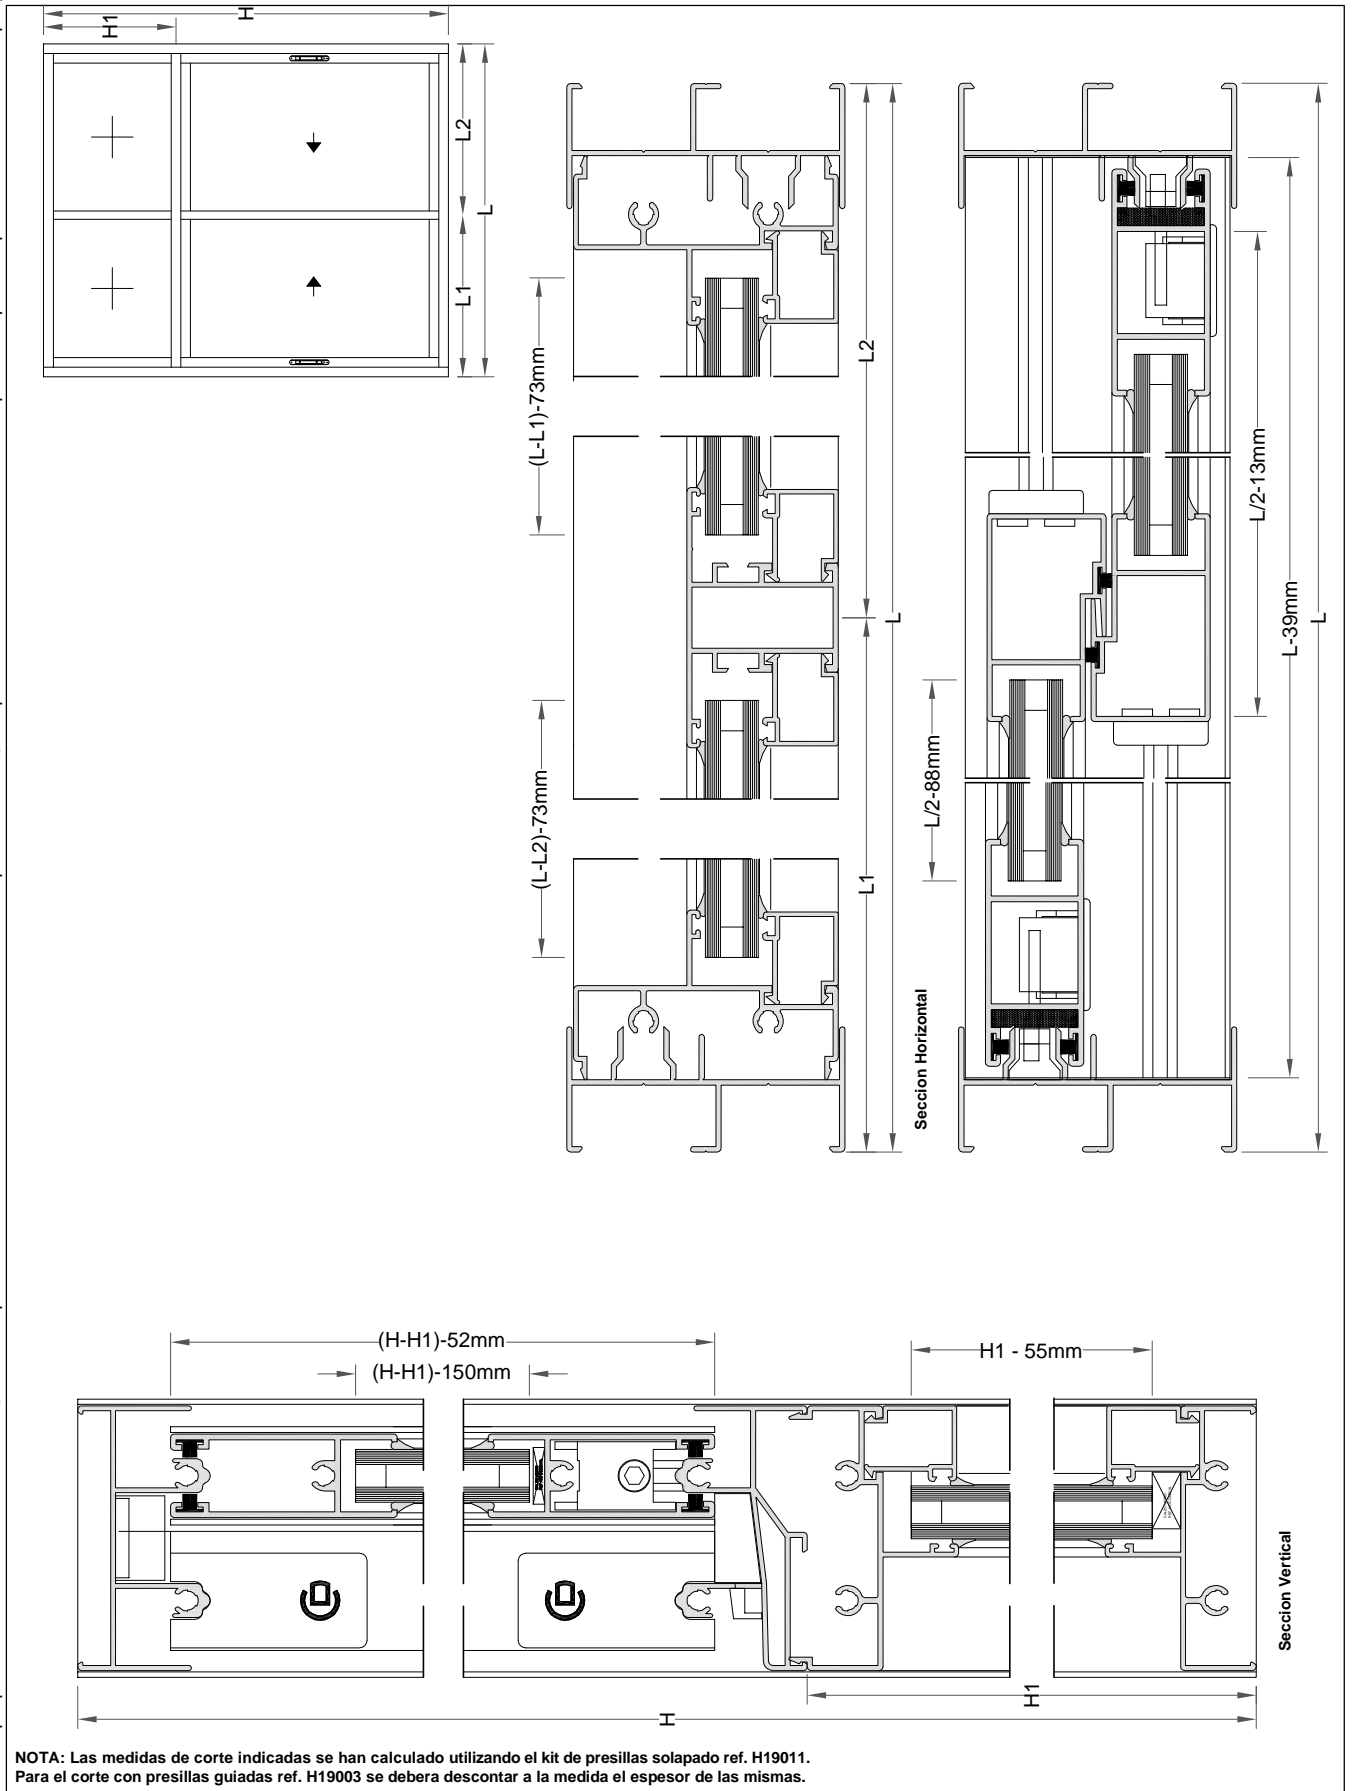 H
H1
L2
L
L1
(L-L1)-73mm
L2
L
(L-L2)-73mm
L1
Seccion Horizontal
L/2-13mm
L-39mm
L
L/2-88mm
(H-H1)-52mm
(H-H1)-150mm
H1 - 55mm
Seccion Vertical
H1
H
NOTA: Las medidas de corte indicadas se han calculado utilizando el kit de presillas solapado ref. H19011.
Para el corte con presillas guiadas ref. H19003 se debera descontar a la medida el espesor de las mismas.